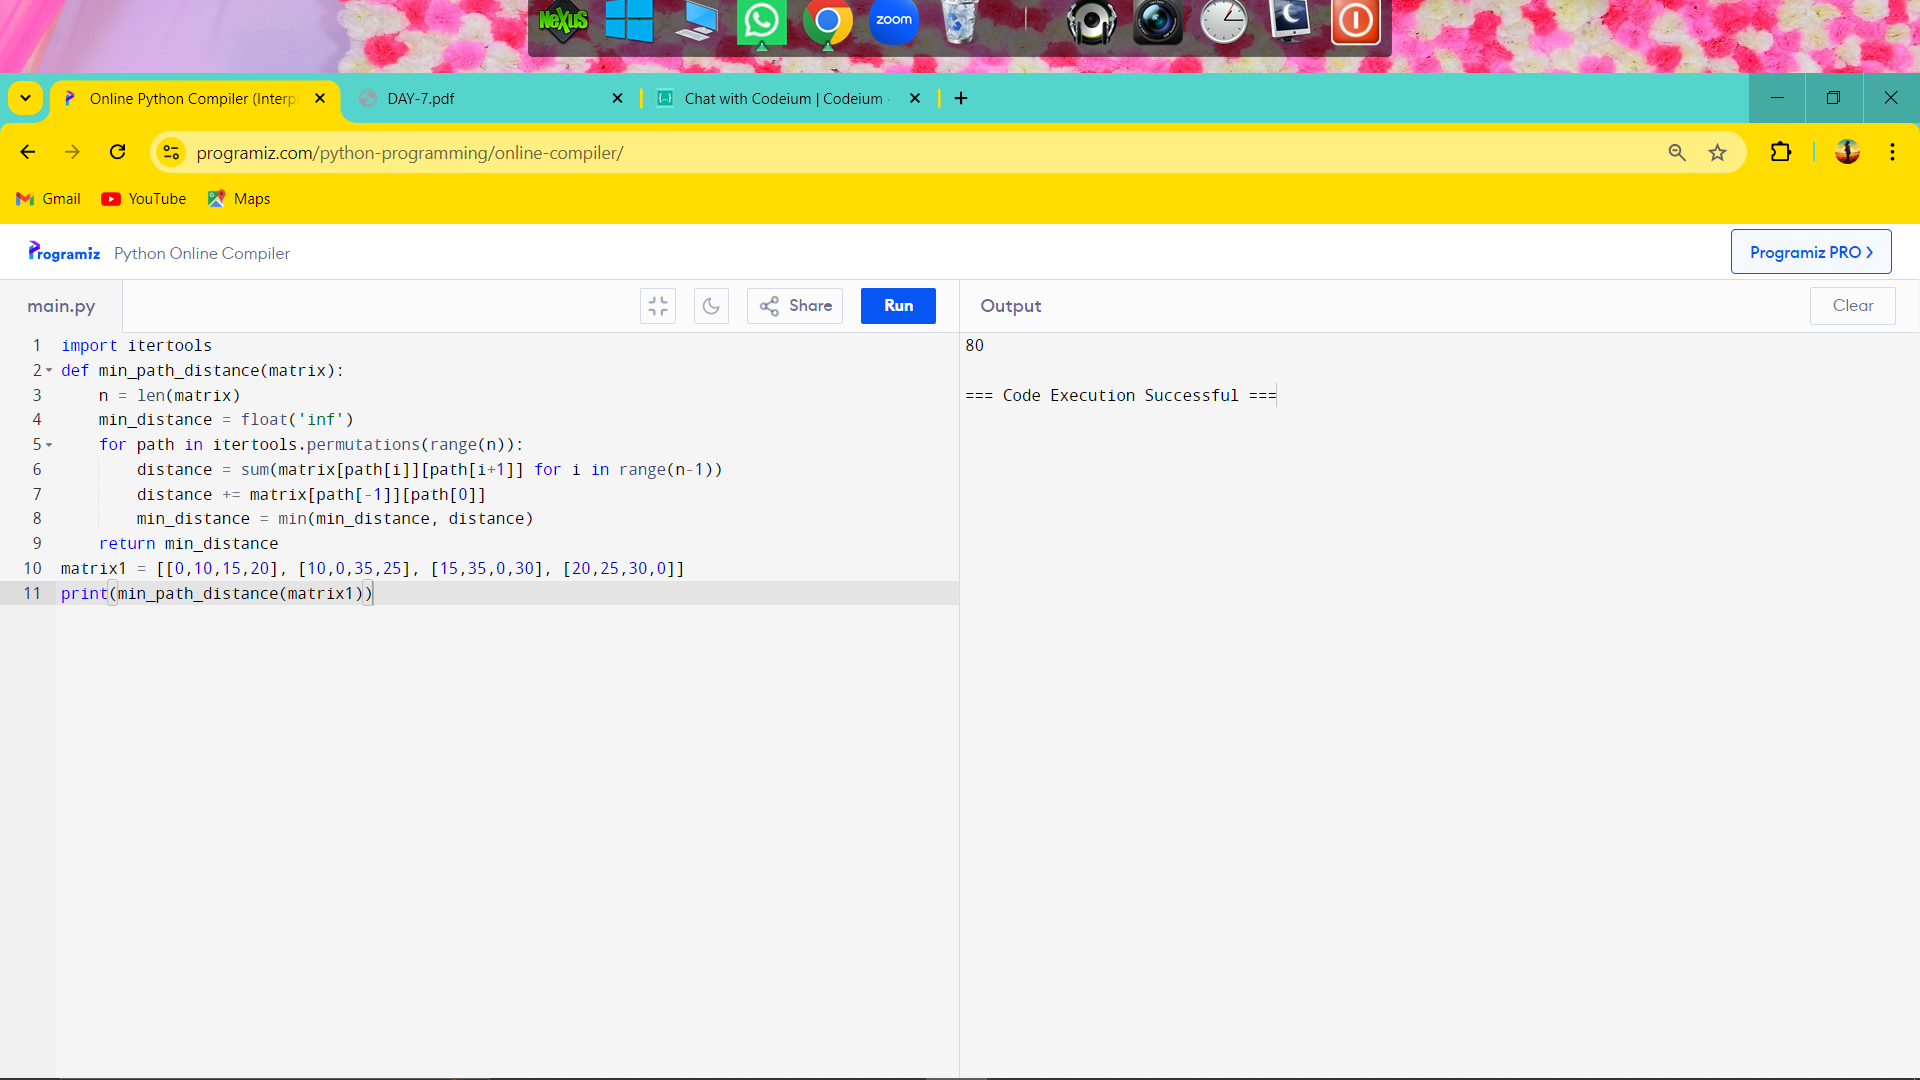 NeXuS
zoom
Online Python Compiler (Interp
DAY-7.pdf
Chat with Codeium | Codeium
programiz.com/python-programming/online-compiler/
Gmail
YouTube
Maps
Programiz
Python Online Compiler
Programiz PRO
main.py
Share
Run
Output
Clear
1 import itertools
2 def min_path_distance(matrix):
3     n = len(matrix)
4     min_distance = float('inf')
5     for path in itertools.permutations(range(n)):
6         distance = sum(matrix[path[i]][path[i+1]] for i in range(n-1))
7         distance += matrix[path[-1]][path[0]]
8         min_distance = min(min_distance, distance)
9     return min_distance
10 matrix1 = [[0,10,15,20], [10,0,35,25], [15,35,0,30], [20,25,30,0]]
11 print(min_path_distance(matrix1))
80
=== Code Execution Successful ===